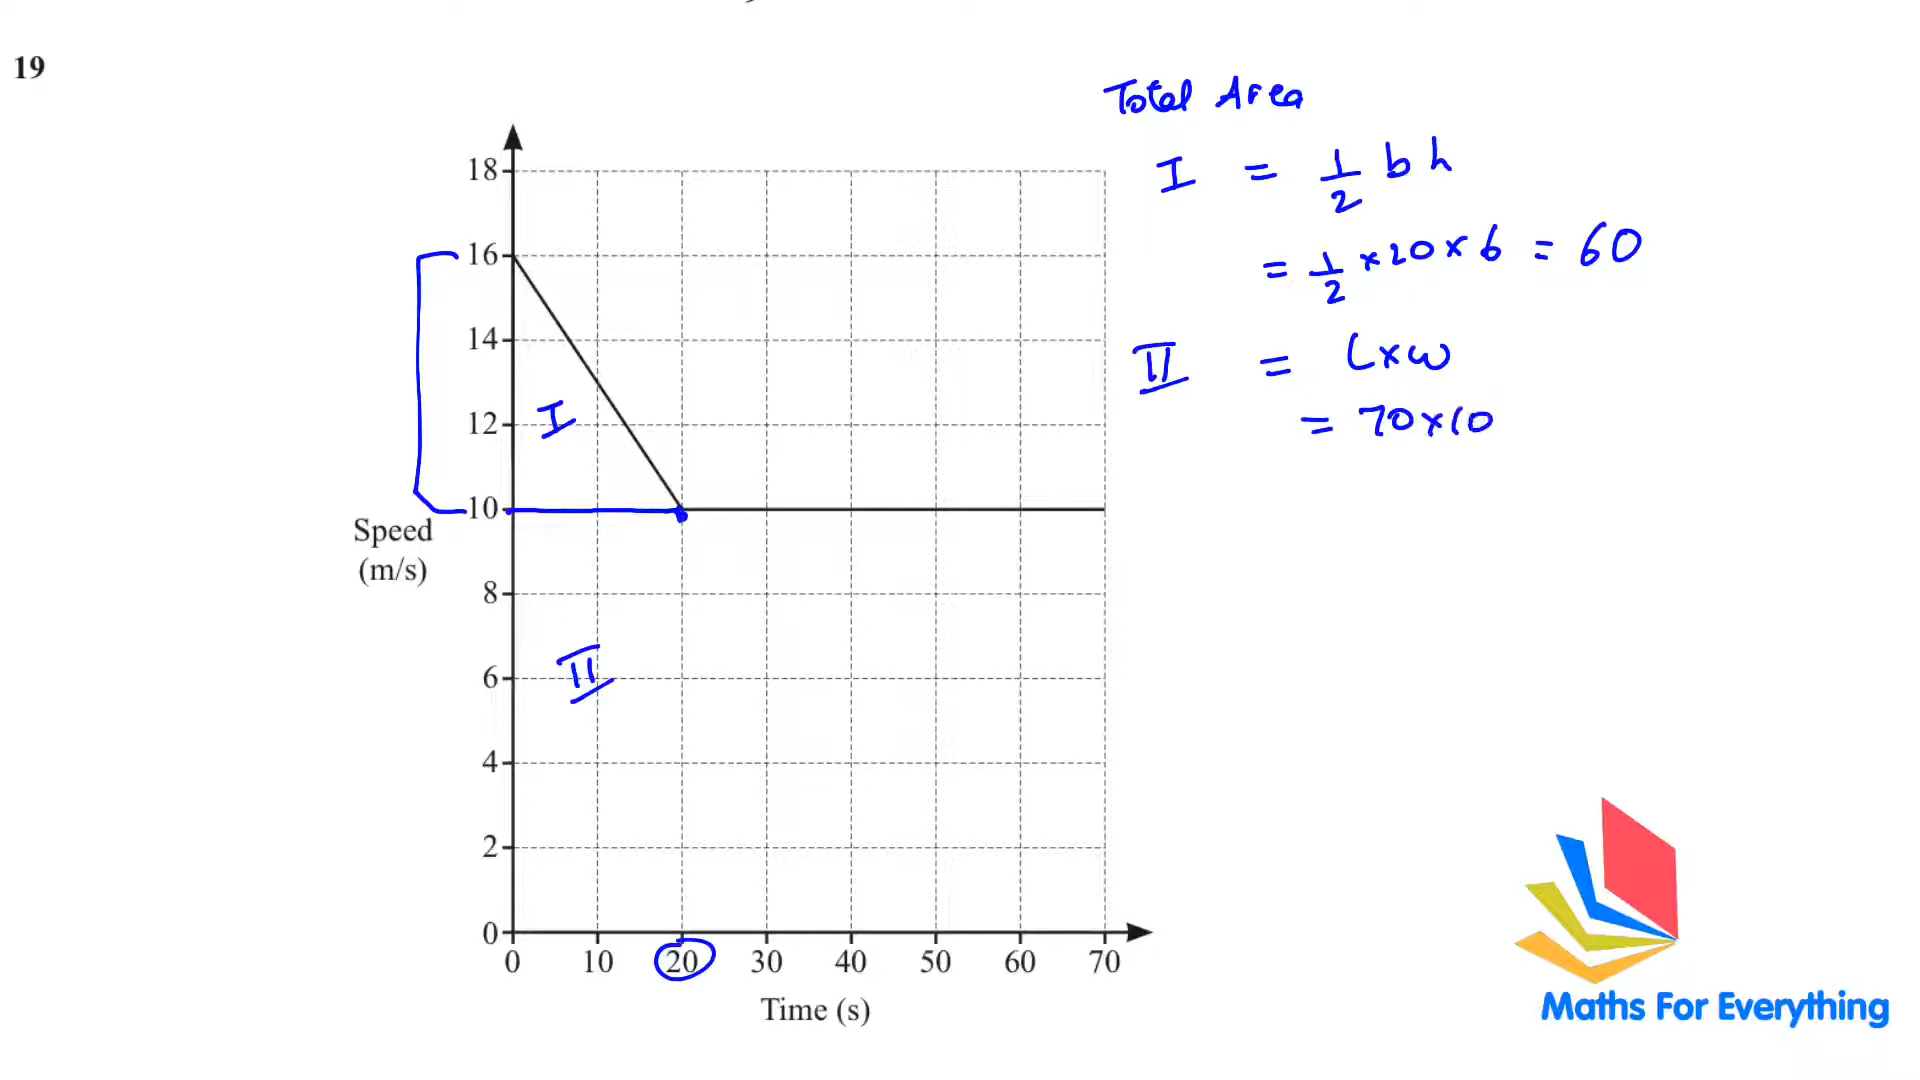 19
Total Area
I = 1/2 b h
= 1/2 × 20 × 6 = 60
II = L × w
= 70 × 10
18
16
14
12
10
8
6
4
2
0
I
II
Speed
(m/s)
0 10 20 30 40 50 60 70
Time (s)
Maths For Everything